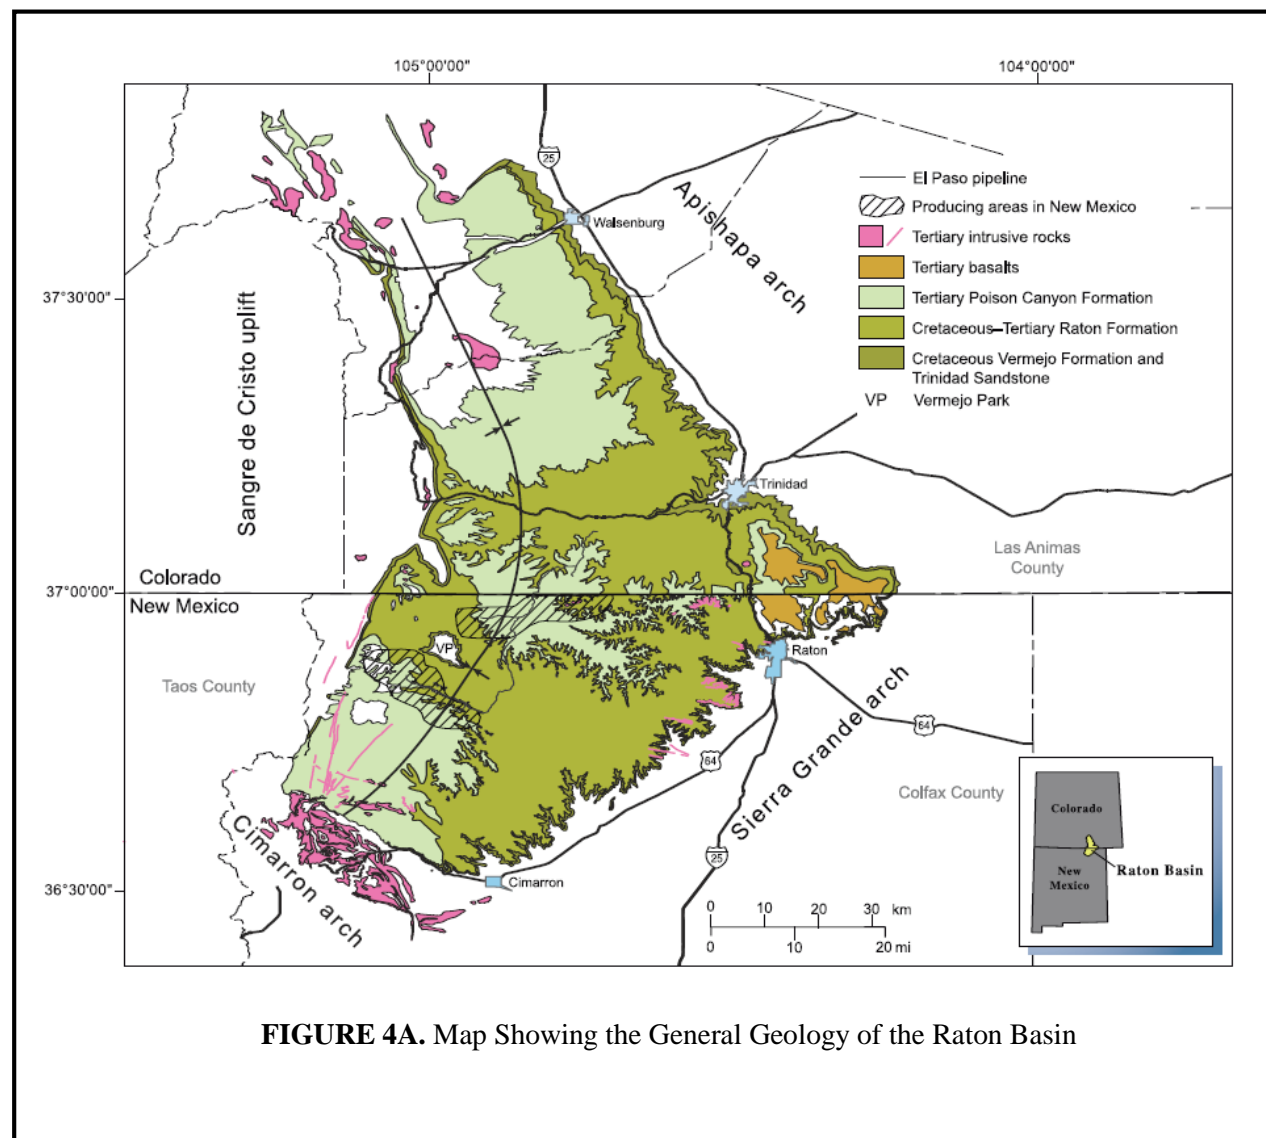 105°00'00"
104°00'00"
25
El Paso pipeline
Producing areas in New Mexico
Walsenburg
Apishapa arch
Tertiary intrusive rocks
Tertiary basalts
37°30'00"
Tertiary Poison Canyon Formation
Cretaceous–Tertiary Raton Formation
Cretaceous Vermejo Formation and
Trinidad Sandstone
VP Vermejo Park
Sangre de Cristo uplift
Trinidad
Las Animas
County
Colorado
37°00'00"
New Mexico
VP
Raton
Taos County
64
64
Sierra Grande arch
Colfax County
Cimarron arch
25
Cimarron
36°30'00"
0 10 20 30 km
0 10 20 mi
Colorado
New
Mexico
Raton Basin
FIGURE 4A. Map Showing the General Geology of the Raton Basin